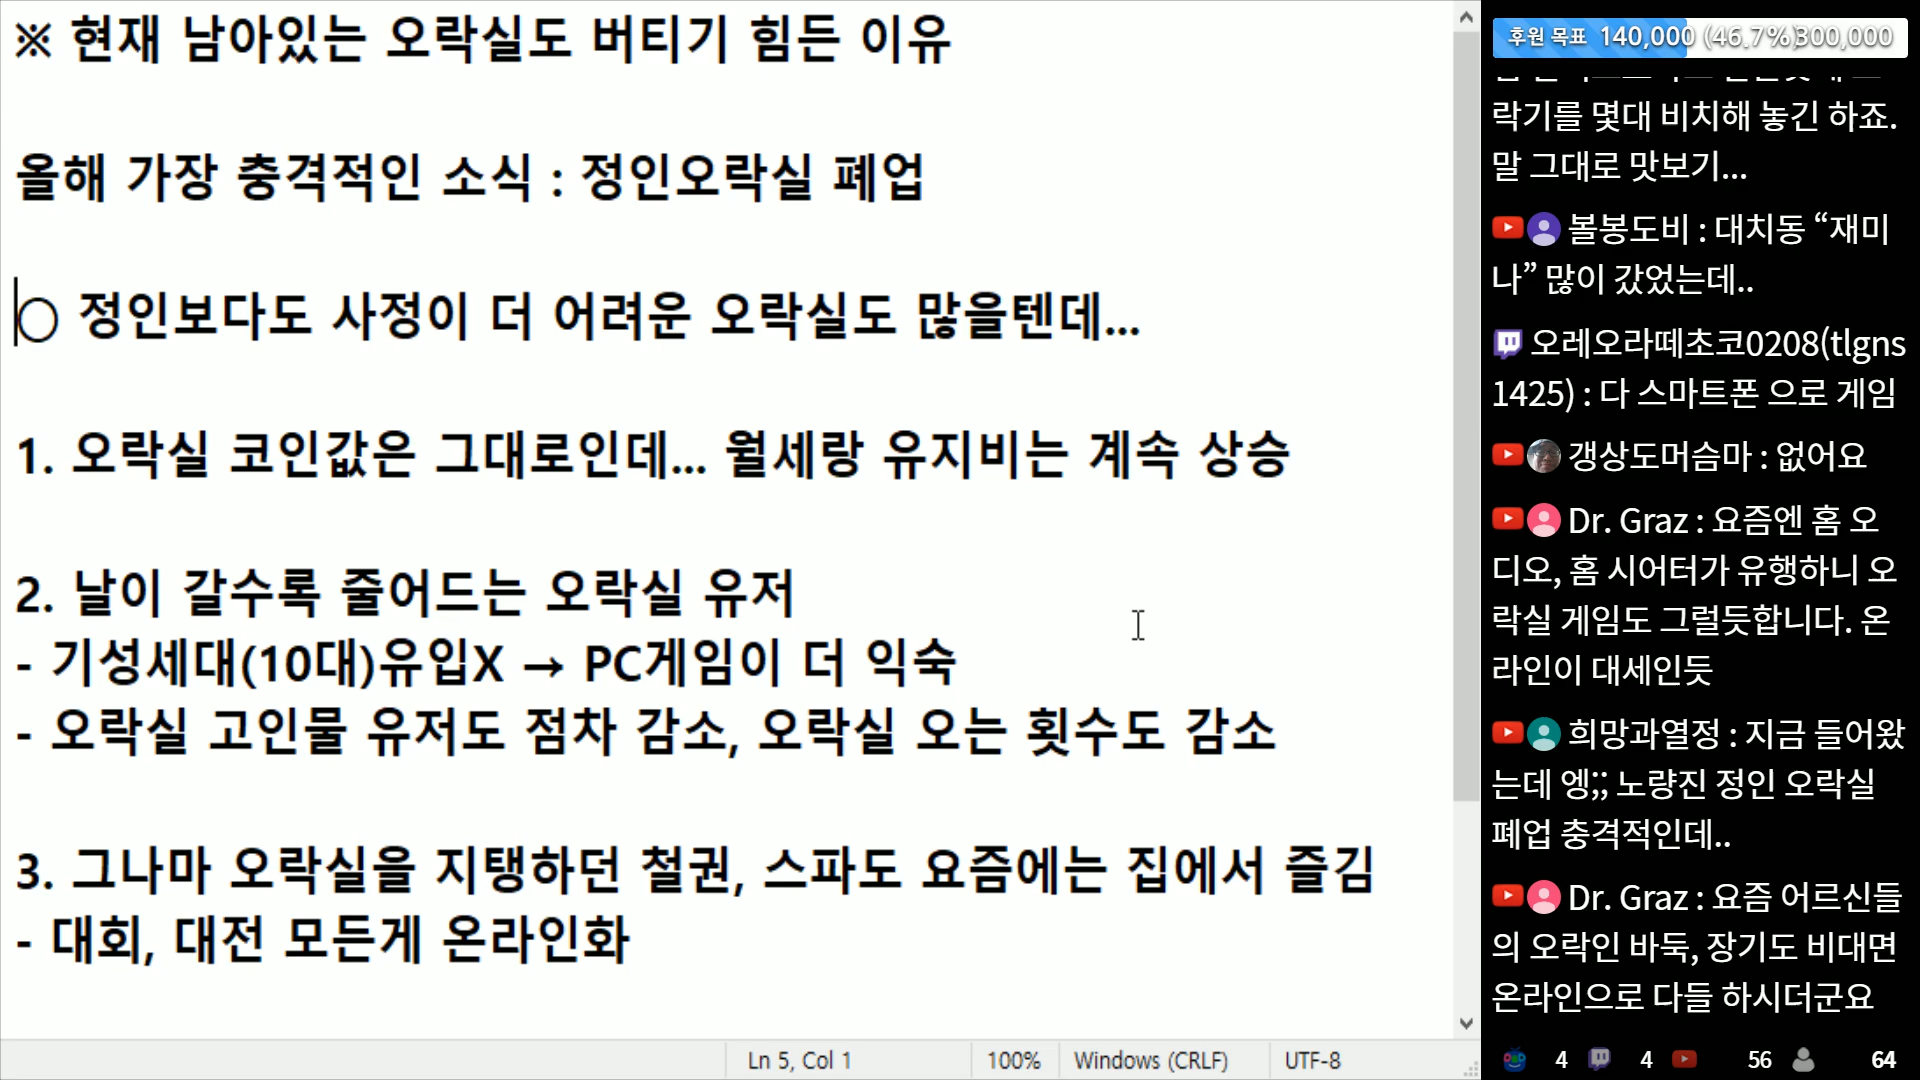 ※ 현재 남아있는 오락실도 버티기 힘든 이유
올해 가장 충격적인 소식 : 정인오락실 폐업
○ 정인보다도 사정이 더 어려운 오락실도 많을텐데...
1. 오락실 코인값은 그대로인데... 월세랑 유지비는 계속 상승
2. 날이 갈수록 줄어드는 오락실 유저
- 기성세대(10대)유입X → PC게임이 더 익숙
- 오락실 고인물 유저도 점차 감소, 오락실 오는 횟수도 감소
3. 그나마 오락실을 지탱하던 철권, 스파도 요즘에는 집에서 즐김
- 대회, 대전 모든게 온라인화
Ln 5, Col 1
100%
Windows (CRLF)
UTF-8
후원 목표 140,000 (46.7%)300,000
락기를 몇대 비치해 놓긴 하죠.
말 그대로 맛보기...
볼봉도비 : 대치동 “재미
나” 많이 갔었는데..
오레오라떼초코0208(tlgns
1425) : 다 스마트폰 으로 게임
갱상도머슴마 : 없어요
Dr. Graz : 요즘엔 홈 오
디오, 홈 시어터가 유행하니 오
락실 게임도 그럴듯합니다. 온
라인이 대세인듯
희망과열정 : 지금 들어왔
는데 엥;; 노량진 정인 오락실
폐업 충격적인데..
Dr. Graz : 요즘 어르신들
의 오락인 바둑, 장기도 비대면
온라인으로 다들 하시더군요
4 4 56 64